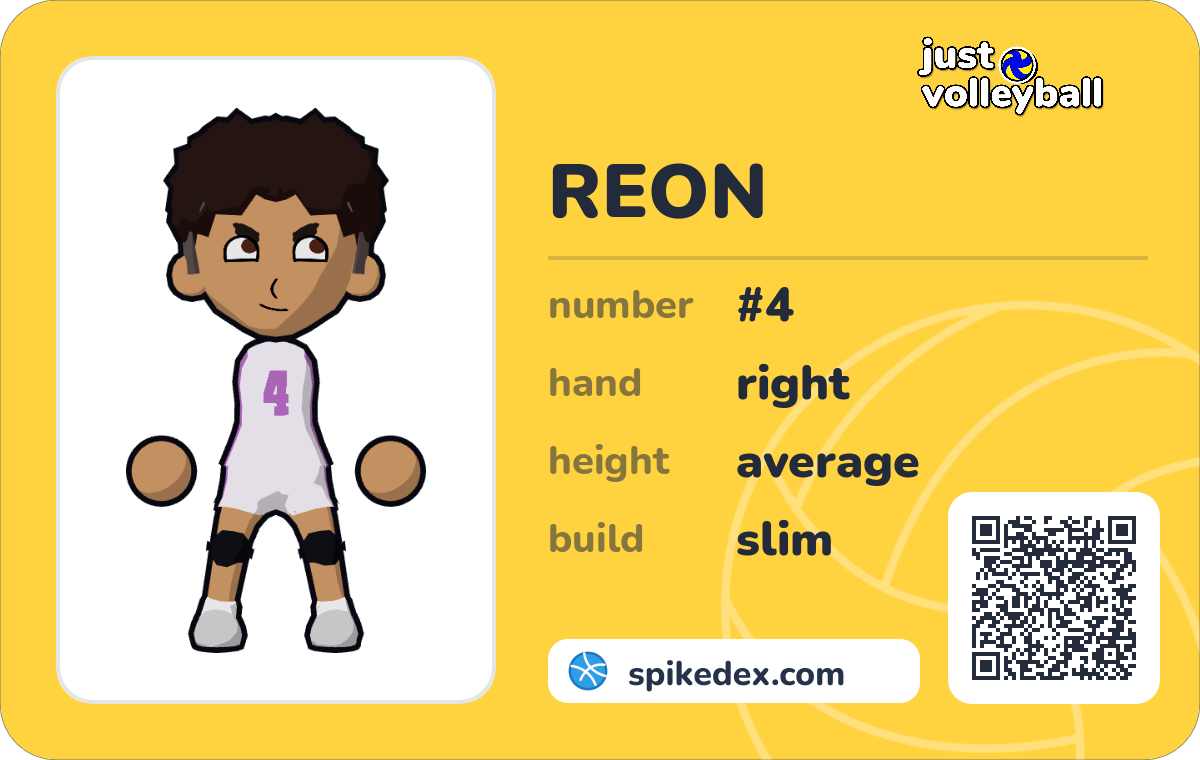 just
volleyball
REON
number #4
hand right
height average
build slim
4
spikedex.com